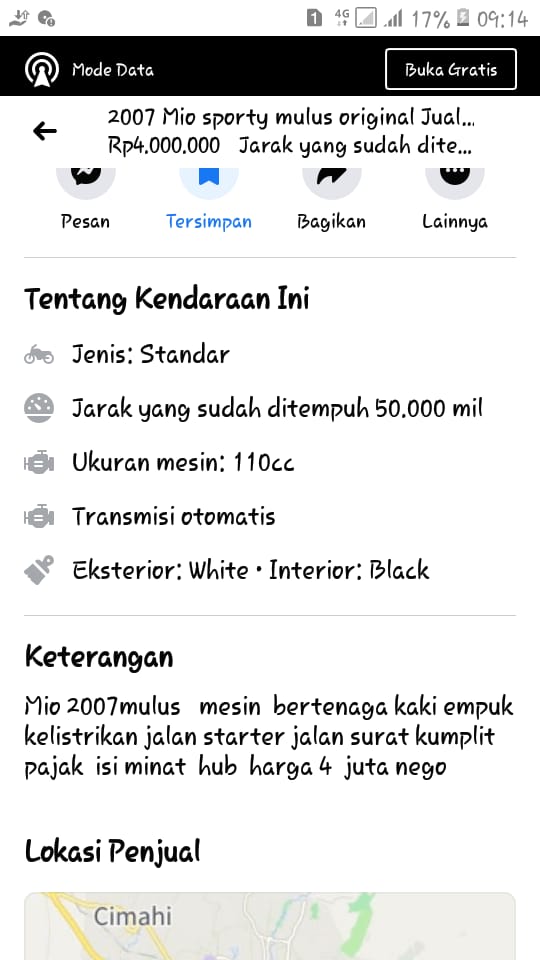 1 4G 17% 09:14
Mode Data Buka Gratis
2007 Mio sporty mulus original Jual...
Rp4.000.000 Jarak yang sudah dite...
Pesan Tersimpan Bagikan Lainnya
Tentang Kendaraan Ini
Jenis: Standar
Jarak yang sudah ditempuh 50.000 mil
Ukuran mesin: 110cc
Transmisi otomatis
Eksterior: White • Interior: Black
Keterangan
Mio 2007mulus mesin bertenaga kaki empuk
kelistrikan jalan starter jalan surat kumplit
pajak isi minat hub harga 4 juta nego
Lokasi Penjual
Cimahi